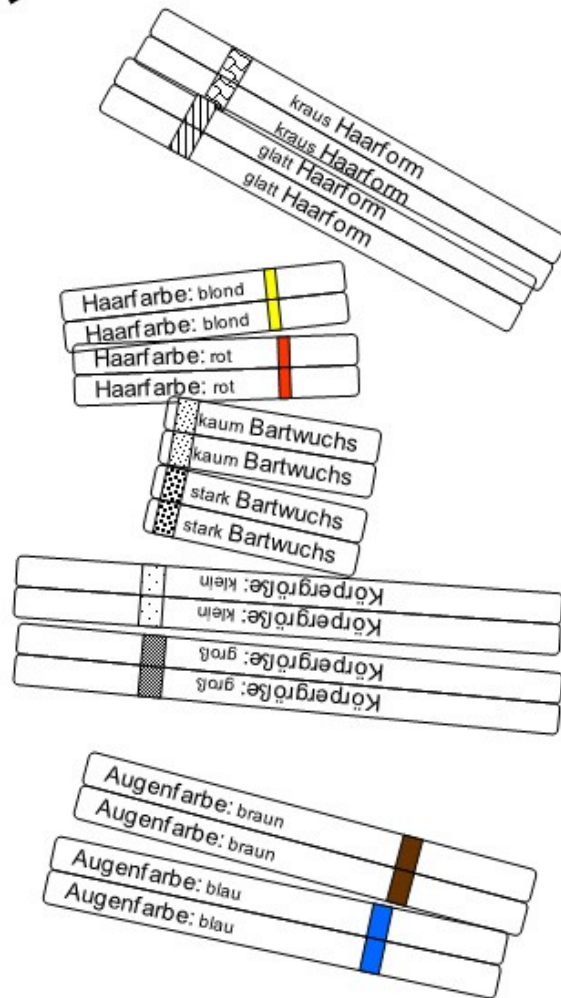 kraus Haarform
kraus Haarform
glatt Haarform
glatt Haarform
Haarfarbe: blond
Haarfarbe: blond
Haarfarbe: rot
Haarfarbe: rot
kaum Bartwuchs
kaum Bartwuchs
stark Bartwuchs
stark Bartwuchs
Körpergröße: klein
Körpergröße: klein
Körpergröße: groß
Körpergröße: groß
Augenfarbe: braun
Augenfarbe: braun
Augenfarbe: blau
Augenfarbe: blau